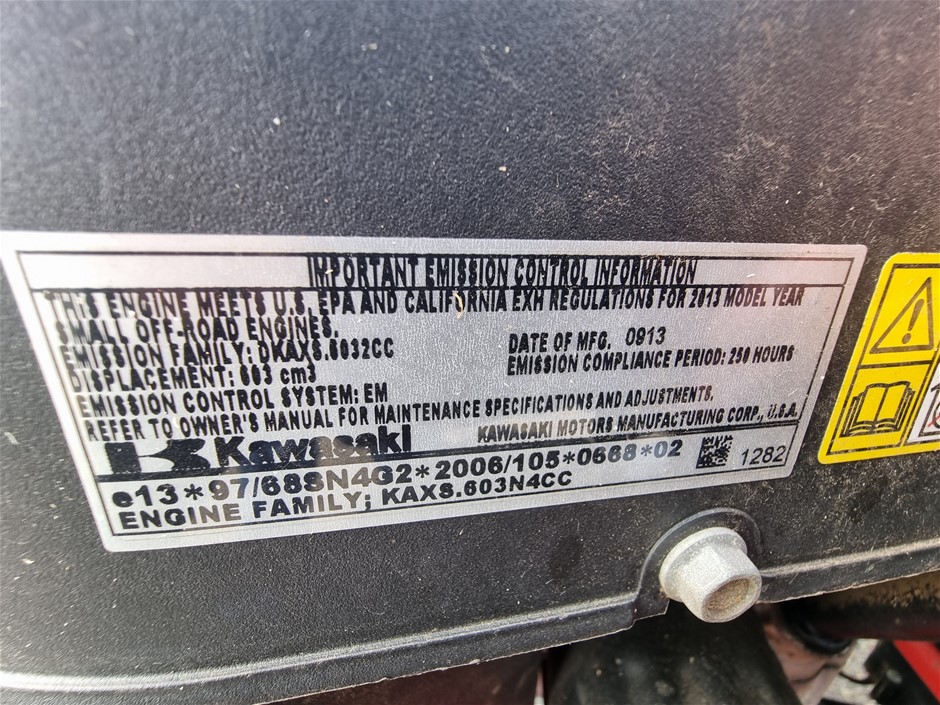 IMPORTANT EMISSION CONTROL INFORMATION
THIS ENGINE MEETS U.S. EPA AND CALIFORNIA EXH REGULATIONS FOR 2013 MODEL YEAR
SMALL OFF-ROAD ENGINES.
EMISSION FAMILY: DKAXS.6032CC
DATE OF MFG. 0913
DISPLACEMENT: 603 cm3
EMISSION COMPLIANCE PERIOD: 250 HOURS
EMISSION CONTROL SYSTEM: EM
REFER TO OWNER'S MANUAL FOR MAINTENANCE SPECIFICATIONS AND ADJUSTMENTS.
Kawasaki
KAWASAKI MOTORS MANUFACTURING CORP., U.S.A.
e13*97/68SN4G2*2006/105*0668*02
1282
ENGINE FAMILY; KAXS.603N4CC